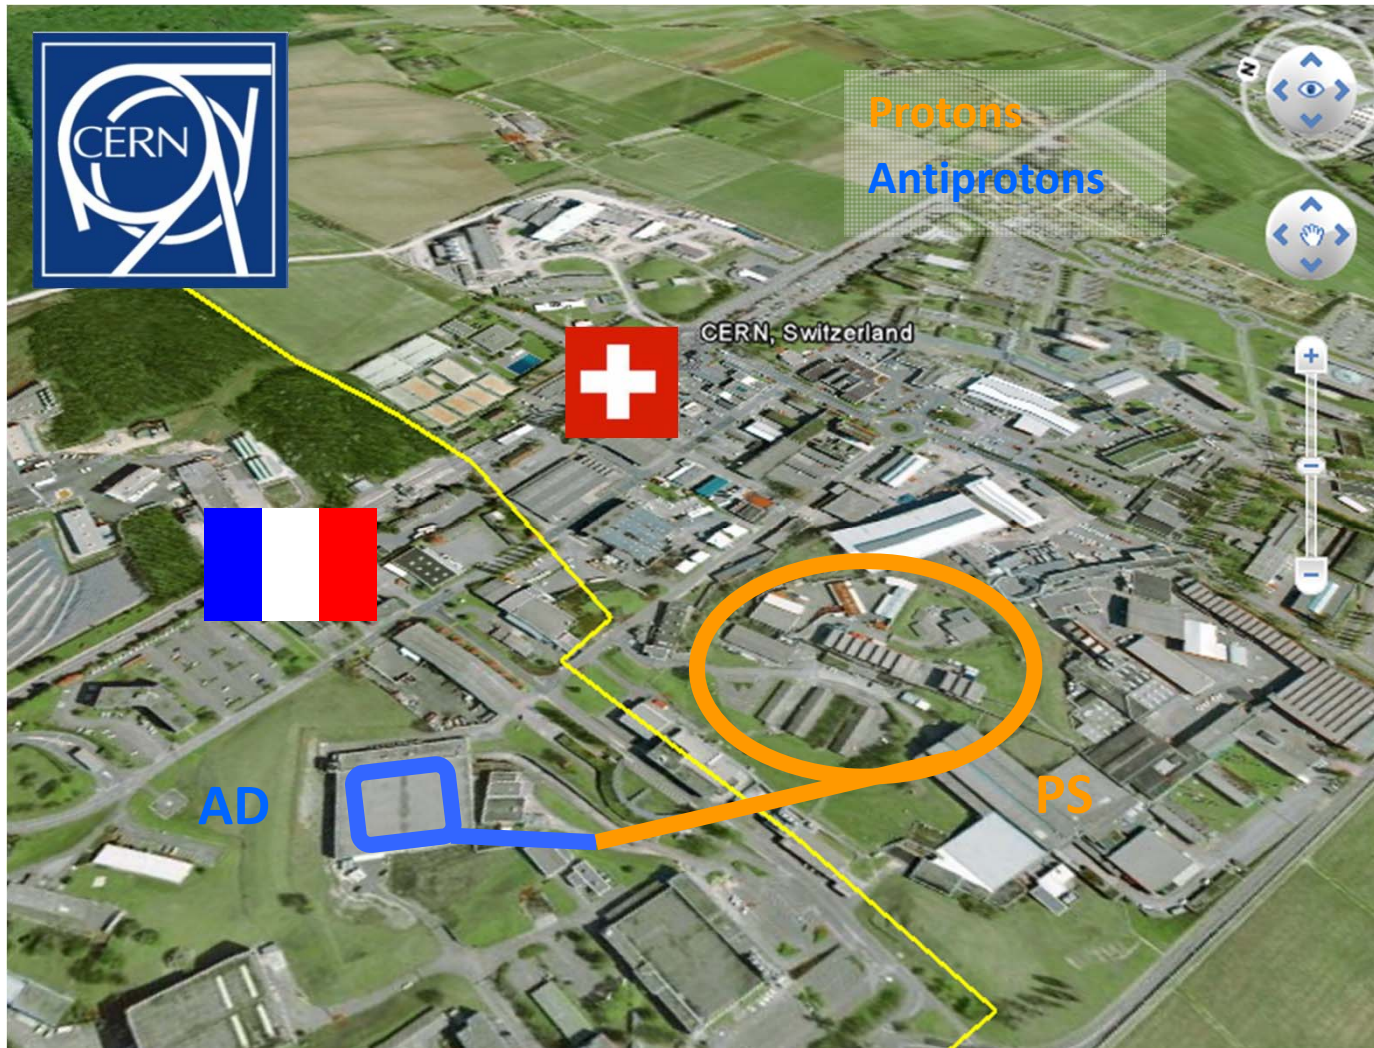 CERN
Protons
Antiprotons
N
CERN, Switzerland
AD
PS